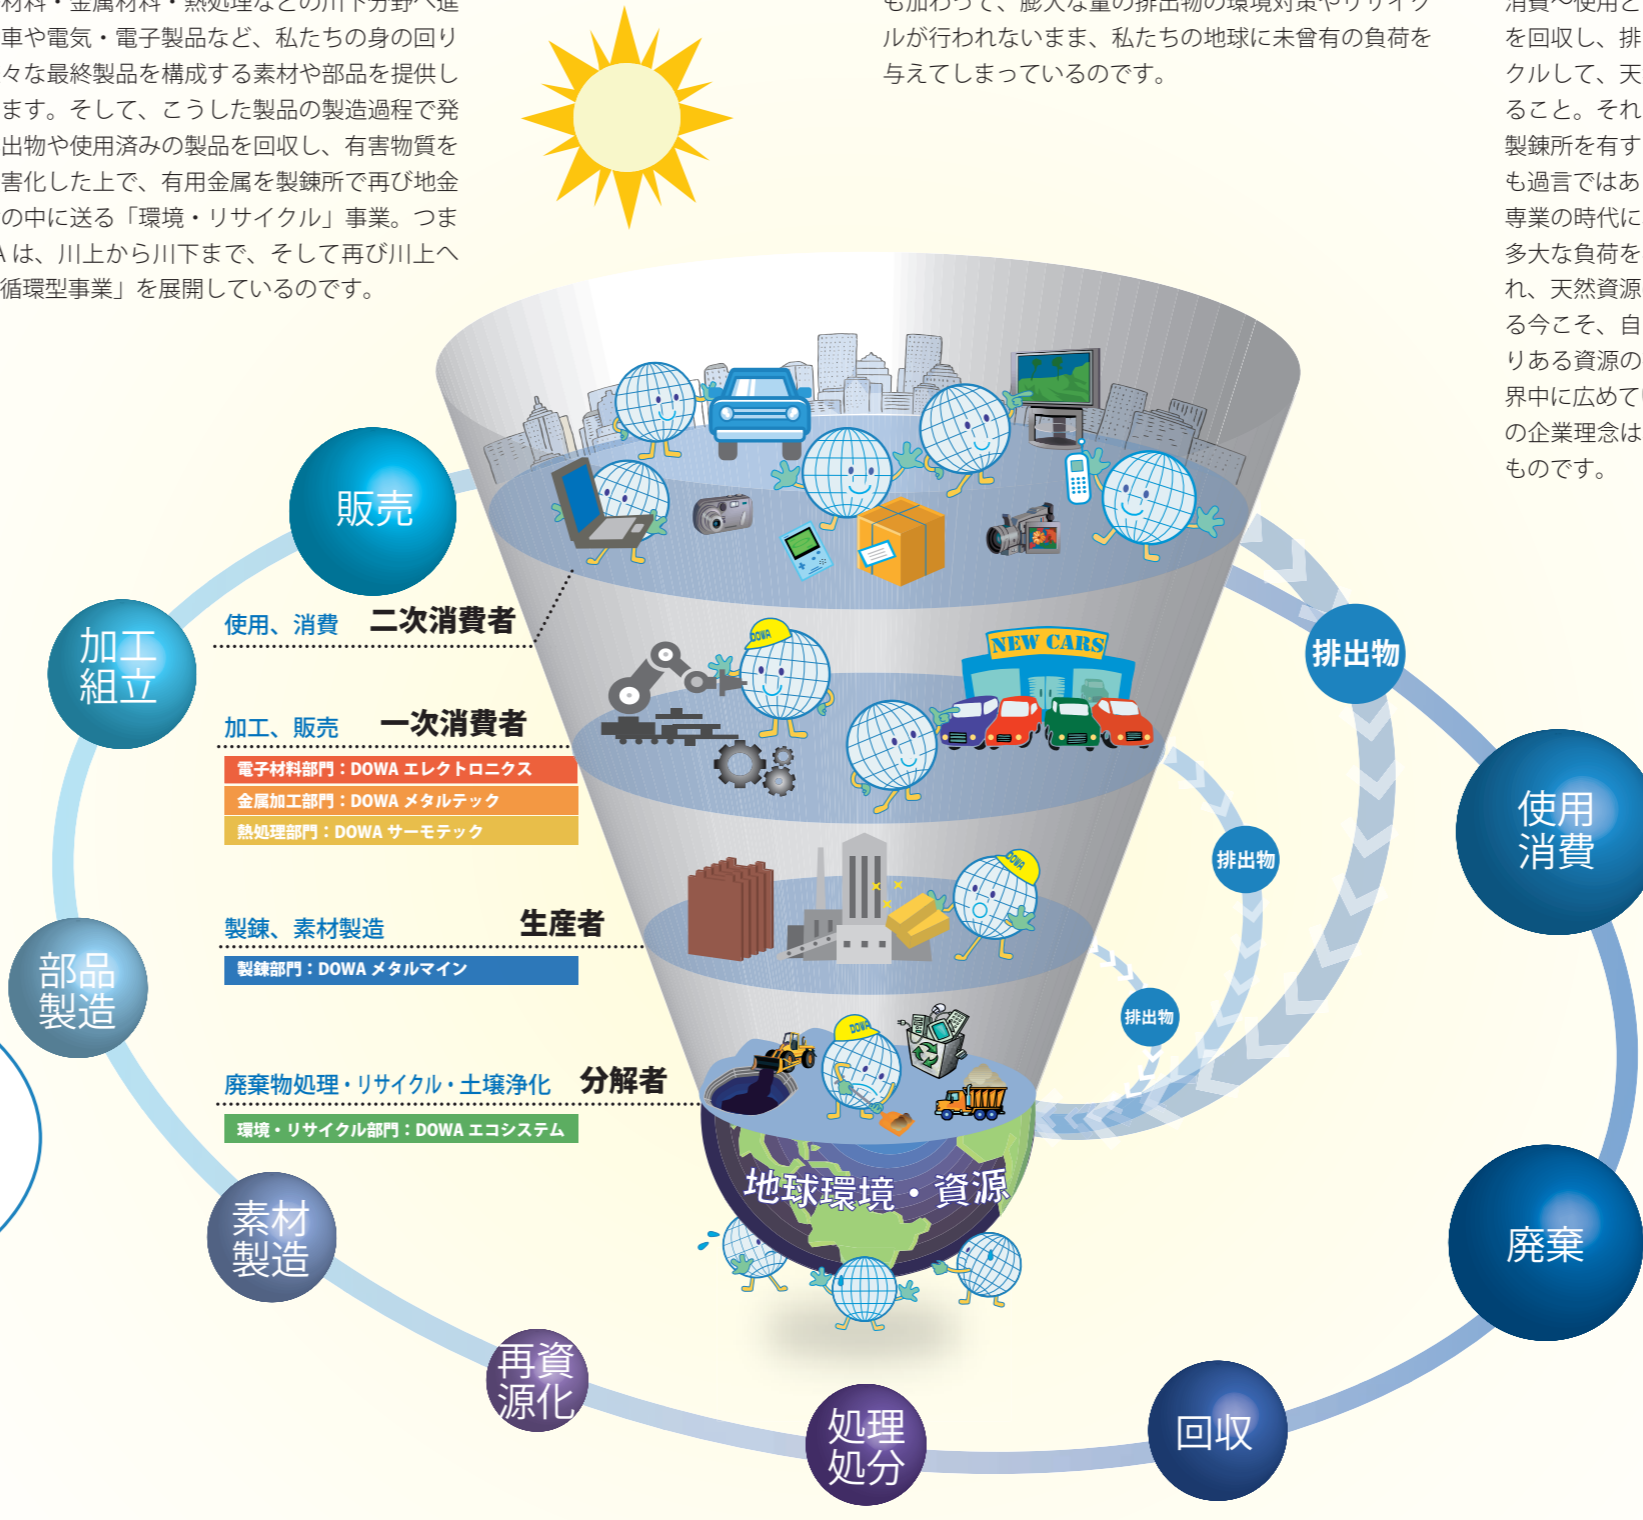 材料・金属材料・熱処理などの川下分野へ進
車や電気・電子製品など、私たちの身の回り
々な最終製品を構成する素材や部品を提供し
ます。そして、こうした製品の製造過程で発
出物や使用済みの製品を回収し、有害物質を
害化した上で、有用金属を製錬所で再び地金
の中に送る「環境・リサイクル」事業。つま
は、川上から川下まで、そして再び川上へ
循環型事業」を展開しているのです。
も加わって、膨大な量の排出物の環境対策やリサイク
ルが行われないまま、私たちの地球に未曾有の負荷を
与えてしまっているのです。
消費～使用と
を回収し、排
クルして、天
ること。それ
製錬所を有す
も過言ではあ
専業の時代に
多大な負荷を
れ、天然資源
る今こそ、自
りある資源の
界中に広めてい
の企業理念は
ものです。
販売
加工
組立
部品
製造
素材
製造
再資
源化
処理
処分
回収
廃棄
使用
消費
使用、消費 二次消費者
加工、販売 一次消費者
電子材料部門：DOWA エレクトロニクス
金属加工部門：DOWA メタルテック
熱処理部門：DOWA サーモテック
製錬、素材製造 生産者
製錬部門：DOWA メタルマイン
廃棄物処理・リサイクル・土壌浄化 分解者
環境・リサイクル部門：DOWA エコシステム
DOWA
NEW CARS
DOWA
DOWA
地球環境・資源
排出物
排出物
排出物